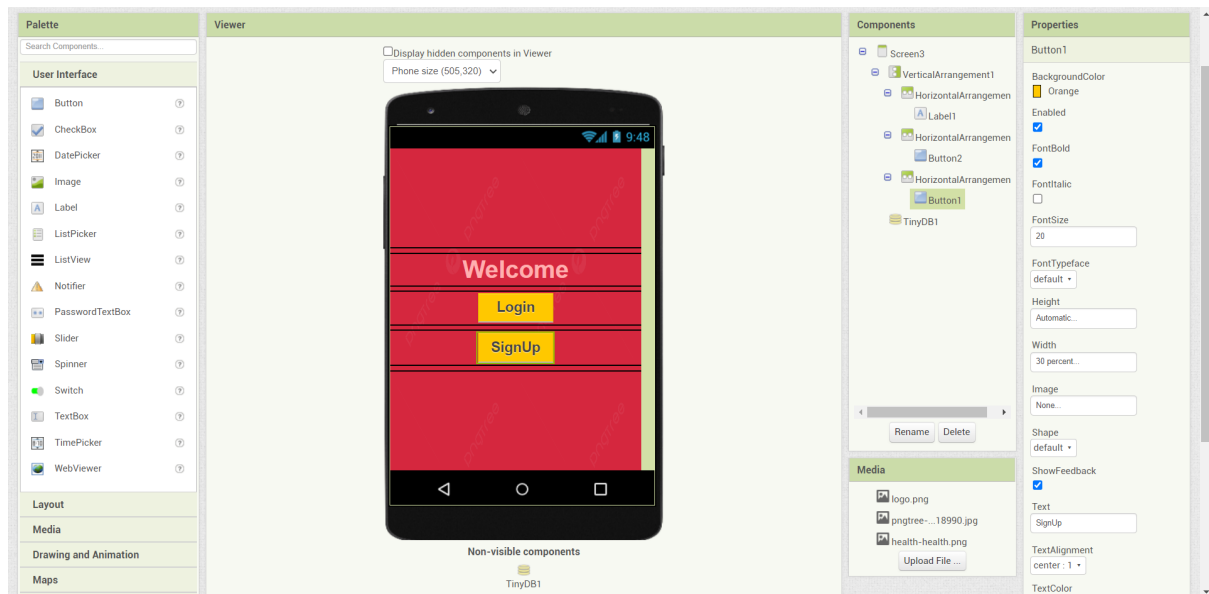 Palette
Search Components...
User Interface
Button
CheckBox
DatePicker
Image
Label
ListPicker
ListView
Notifier
PasswordTextBox
Slider
Spinner
Switch
TextBox
TimePicker
WebViewer
Layout
Media
Drawing and Animation
Maps
Viewer
Display hidden components in Viewer
Phone size (505,320)
9:48
Welcome
Login
SignUp
pngtree
Non-visible components
TinyDB1
Components
Screen3
VerticalArrangement1
HorizontalArrangemen
Label1
HorizontalArrangemen
Button2
HorizontalArrangemen
Button1
TinyDB1
Rename Delete
Media
logo.png
pngtree-...18990.jpg
health-health.png
Upload File ...
Properties
Button1
BackgroundColor
Orange
Enabled
FontBold
FontItalic
FontSize
20
FontTypeface
default
Height
Automatic...
Width
30 percent...
Image
None...
Shape
default
ShowFeedback
Text
SignUp
TextAlignment
center : 1
TextColor